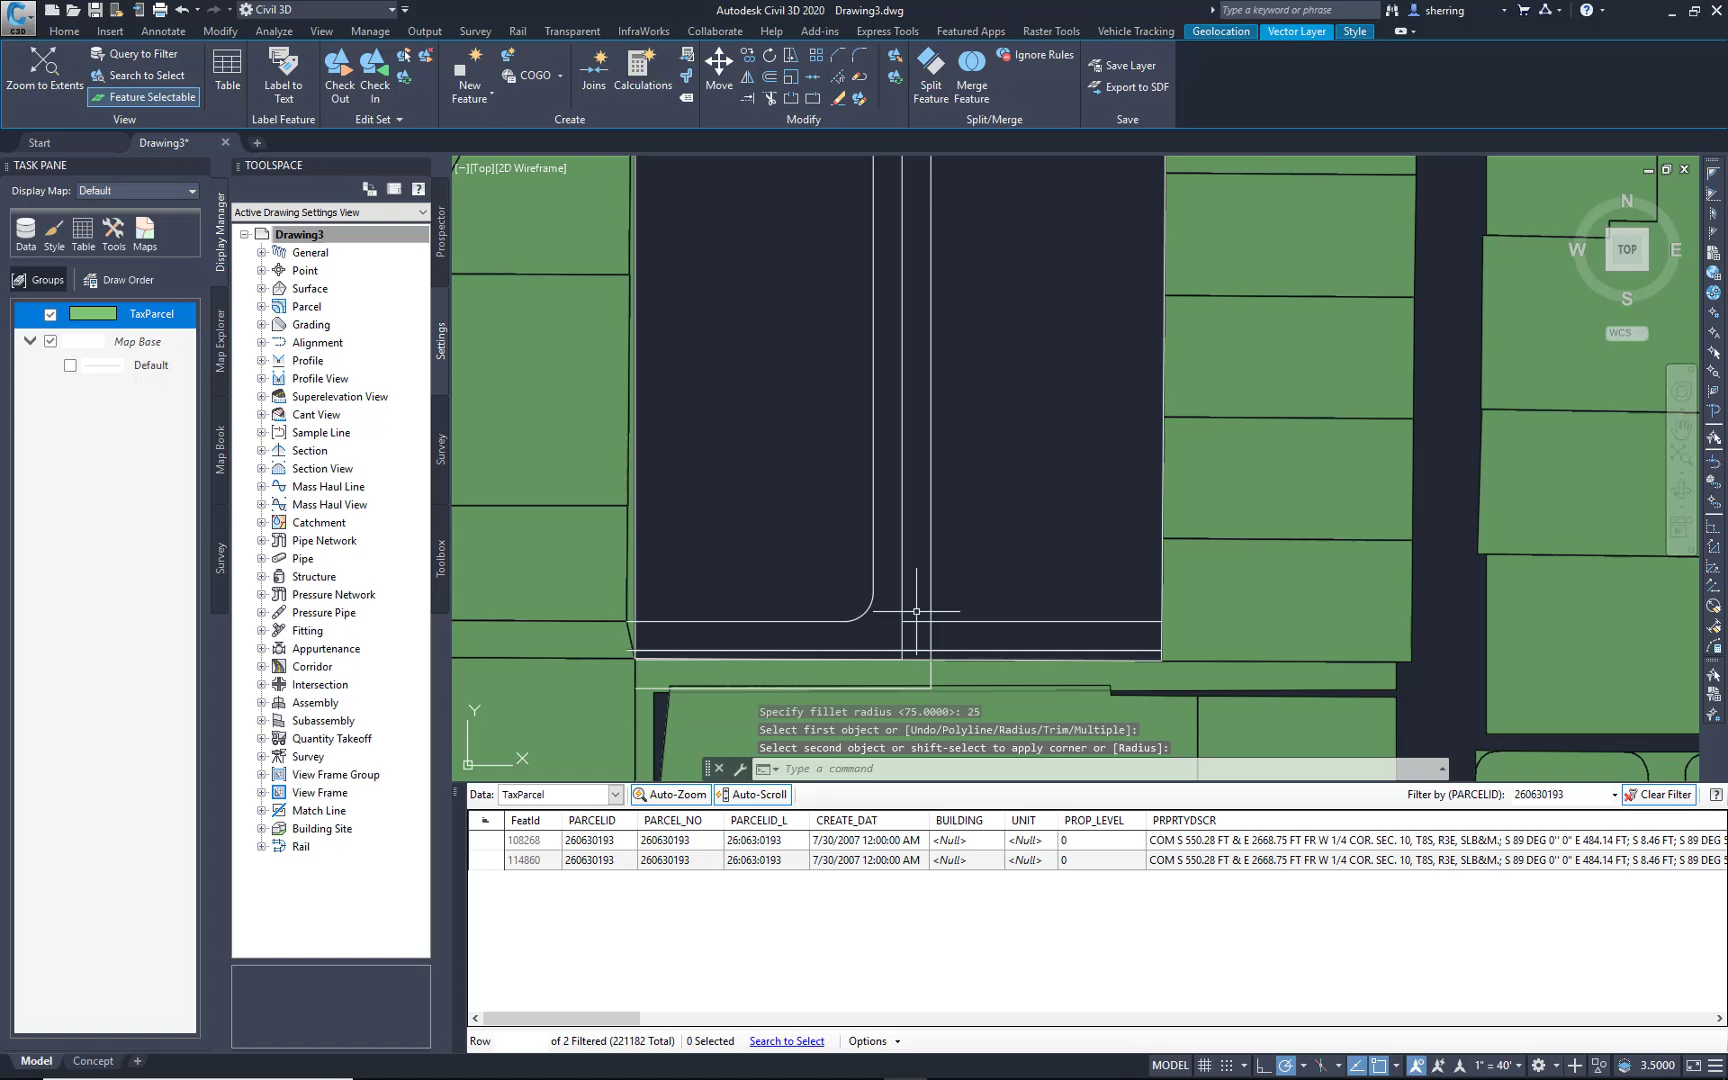 Civil 3D
Autodesk Civil 3D 2020 Drawing3.dwg
Type a keyword or phrase
sherring
C3D
Home Insert Annotate Modify Analyze View Manage Output Survey Rail Transparent InfraWorks Collaborate Help Add-ins Express Tools Featured Apps Raster Tools Vehicle Tracking Geolocation Vector Layer Style
Zoom to Extents
Query to Filter
Search to Select
Feature Selectable
View
Table
Label to Text
Label Feature
Check Out
Check In
Edit Set
New Feature
COGO
Joins
Calculations
Create
Move
Modify
Split Feature
Merge Feature
Ignore Rules
Split/Merge
Save Layer
Export to SDF
Save
Start
Drawing3*
TASK PANE
Display Map: Default
Data Style Table Tools Maps
Groups Draw Order
TaxParcel
Map Base
Default
Display Manager
Map Explorer
Map Book
Survey
TOOLSPACE
Active Drawing Settings View
Drawing3
General
Point
Surface
Parcel
Grading
Alignment
Profile
Profile View
Superelevation View
Cant View
Sample Line
Section
Section View
Mass Haul Line
Mass Haul View
Catchment
Pipe Network
Pipe
Structure
Pressure Network
Pressure Pipe
Fitting
Appurtenance
Corridor
Intersection
Assembly
Subassembly
Quantity Takeoff
Survey
View Frame Group
View Frame
Match Line
Building Site
Rail
Prospector
Settings
Survey
Toolbox
[−][Top][2D Wireframe]
N
W TOP E
S
WCS
Y
X
Specify fillet radius <75.0000>: 25
Select first object or [Undo/Polyline/Radius/Trim/Multiple]:
Select second object or shift-select to apply corner or [Radius]:
Type a command
Data: TaxParcel
Auto-Zoom
Auto-Scroll
Filter by (PARCELID): 260630193
Clear Filter
FeatId PARCELID PARCEL_NO PARCELID_L CREATE_DAT BUILDING UNIT PROP_LEVEL PRPRTYDSCR
108268 260630193 260630193 26:063:0193 7/30/2007 12:00:00 AM <Null> <Null> 0 COM S 550.28 FT & E 2668.75 FT FR W 1/4 COR. SEC. 10, T8S, R3E, SLB&M.; S 89 DEG 0'' 0" E 484.14 FT; S 8.46 FT; S 89 DEG 5
114860 260630193 260630193 26:063:0193 7/30/2007 12:00:00 AM <Null> <Null> 0 COM S 550.28 FT & E 2668.75 FT FR W 1/4 COR. SEC. 10, T8S, R3E, SLB&M.; S 89 DEG 0'' 0" E 484.14 FT; S 8.46 FT; S 89 DEG 5
Row of 2 Filtered (221182 Total) 0 Selected Search to Select Options
Model Concept
MODEL
1" = 40'
3.5000